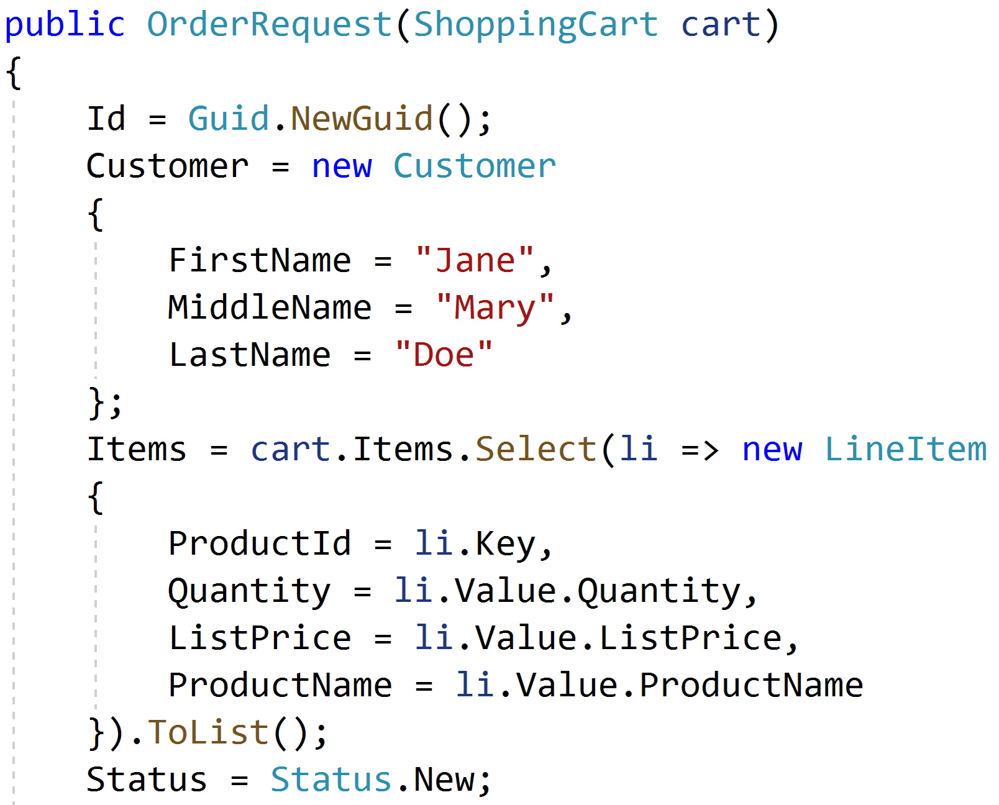 public OrderRequest(ShoppingCart cart)
{
    Id = Guid.NewGuid();
    Customer = new Customer
    {
        FirstName = "Jane",
        MiddleName = "Mary",
        LastName = "Doe"
    };
    Items = cart.Items.Select(li => new LineItem
    {
        ProductId = li.Key,
        Quantity = li.Value.Quantity,
        ListPrice = li.Value.ListPrice,
        ProductName = li.Value.ProductName
    }).ToList();
    Status = Status.New;